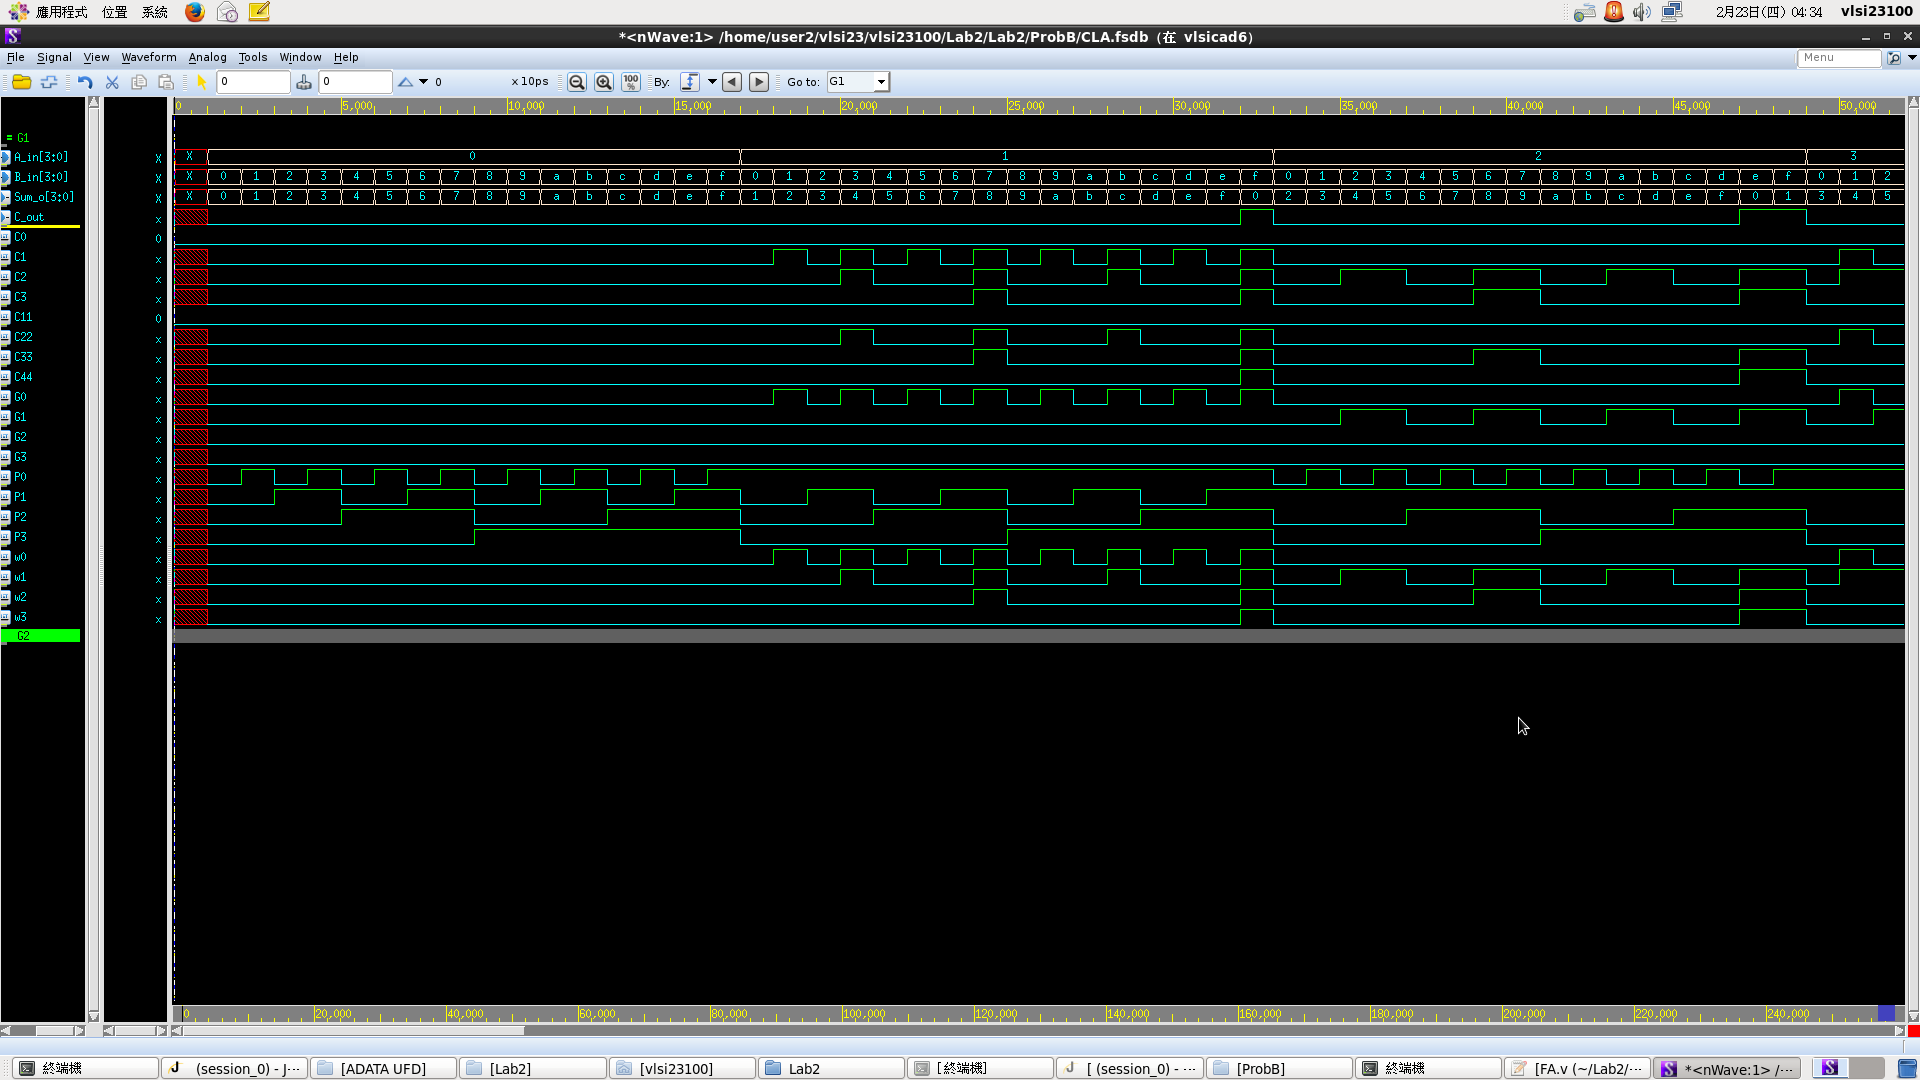 應用程式 位置 系統 2月23日(四) 04:34 vlsi23100
*<nWave:1> /home/user2/vlsi23/vlsi23100/Lab2/Lab2/ProbB/CLA.fsdb (在 vlsicad6)
File Signal View Waveform Analog Tools Window Help Menu
0 0 0 x 10ps 100% By: Go to: G1
0 5,000 10,000 15,000 20,000 25,000 30,000 35,000 40,000 45,000 50,000
= G1
A_in[3:0] X X 0 1 2 3
B_in[3:0] X X 0 1 2 3 4 5 6 7 8 9 a b c d e f 0 1 2 3 4 5 6 7 8 9 a b c d e f 0 1 2 3 4 5 6 7 8 9 a b c d e f 0 1 2
Sum_o[3:0] X X 0 1 2 3 4 5 6 7 8 9 a b c d e f 1 2 3 4 5 6 7 8 9 a b c d e f 0 2 3 4 5 6 7 8 9 a b c d e f 0 1 3 4 5
C_out x
C0 0
C1 x
C2 x
C3 x
C11 0
C22 x
C33 x
C44 x
G0 x
G1 x
G2 x
G3 x
P0 x
P1 x
P2 x
P3 x
w0 x
w1 x
w2 x
w3 x
G2
0 20,000 40,000 60,000 80,000 100,000 120,000 140,000 160,000 180,000 200,000 220,000 240,000
終端機 (session_0) - J··· [ADATA UFD] [Lab2] [vlsi23100] Lab2 [終端機] [ (session_0) - ··· [ProbB] 終端機 [FA.v (~/Lab2/··· *<nWave:1> /···